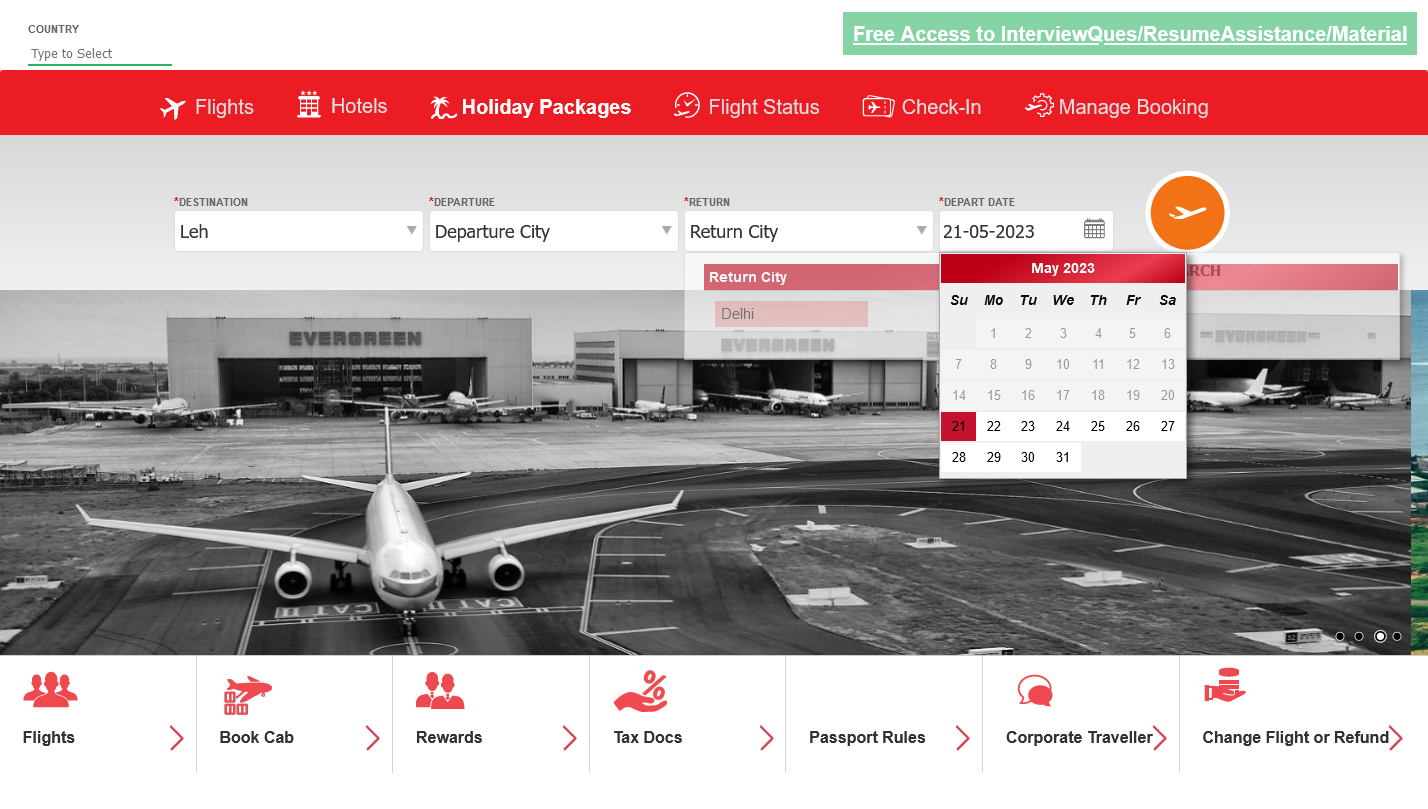 COUNTRY
Type to Select
Free Access to InterviewQues/ResumeAssistance/Material
Flights
Hotels
Holiday Packages
Flight Status
Check-In
Manage Booking
*DESTINATION
*DEPARTURE
*RETURN
*DEPART DATE
Leh
Departure City
Return City
21-05-2023
Return City
RCH
Delhi
May 2023
Su Mo Tu We Th Fr Sa
1 2 3 4 5 6
7 8 9 10 11 12 13
14 15 16 17 18 19 20
21 22 23 24 25 26 27
28 29 30 31
EVERGREEN
EVERGREEN
EVERGREEN
CAT III
CAT III
Flights
Book Cab
Rewards
Tax Docs
Passport Rules
Corporate Traveller
Change Flight or Refund